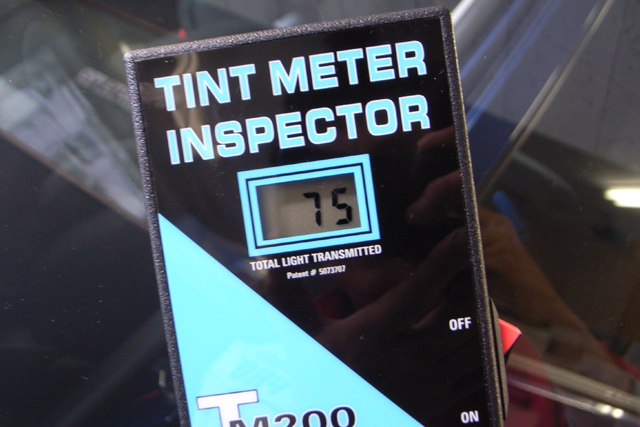 TINT METER
INSPECTOR
75
TOTAL LIGHT TRANSMITTED
Patent # 5073707
OFF
TM200
ON